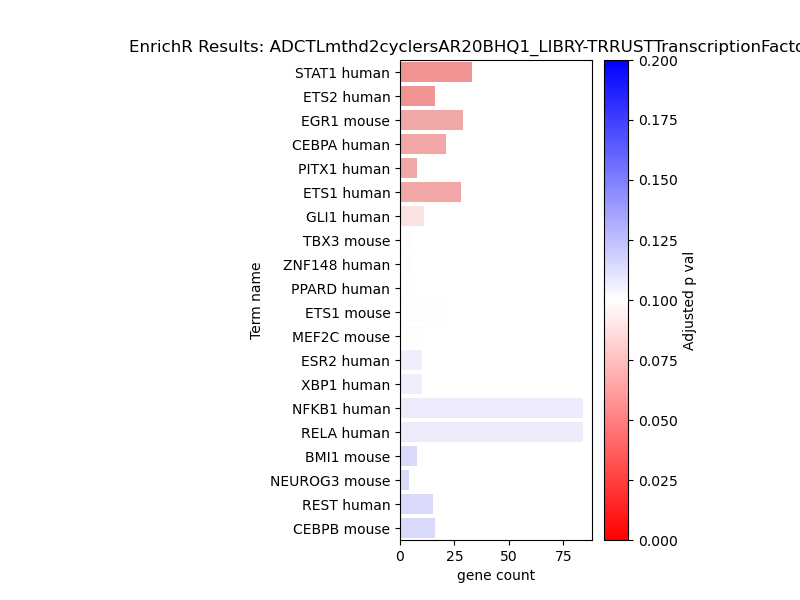 EnrichR Results: ADCTLmthd2cyclersAR20BHQ1_LIBRY-TRRUSTTranscriptionFacto
STAT1 human
ETS2 human
EGR1 mouse
CEBPA human
PITX1 human
ETS1 human
GLI1 human
TBX3 mouse
ZNF148 human
PPARD human
ETS1 mouse
MEF2C mouse
ESR2 human
XBP1 human
NFKB1 human
RELA human
BMI1 mouse
NEUROG3 mouse
REST human
CEBPB mouse
Term name
0 25 50 75
gene count
0.200
0.175
0.150
0.125
0.100
0.075
0.050
0.025
0.000
Adjusted p val